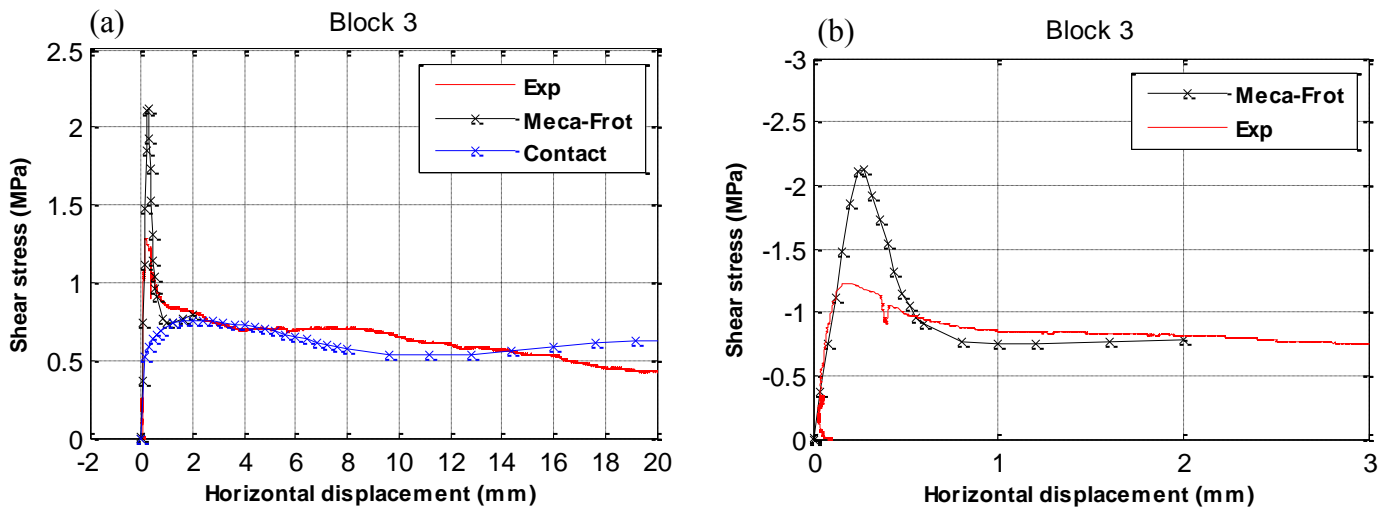 (a)
Block 3
2.5
2
1.5
1
0.5
0
Shear stress (MPa)
Exp
Meca-Frot
Contact
-2 0 2 4 6 8 10 12 14 16 18 20
Horizontal displacement (mm)
(b)
Block 3
-3
-2.5
-2
-1.5
-1
-0.5
0
Shear stress (MPa)
Meca-Frot
Exp
0 1 2 3
Horizontal displacement (mm)